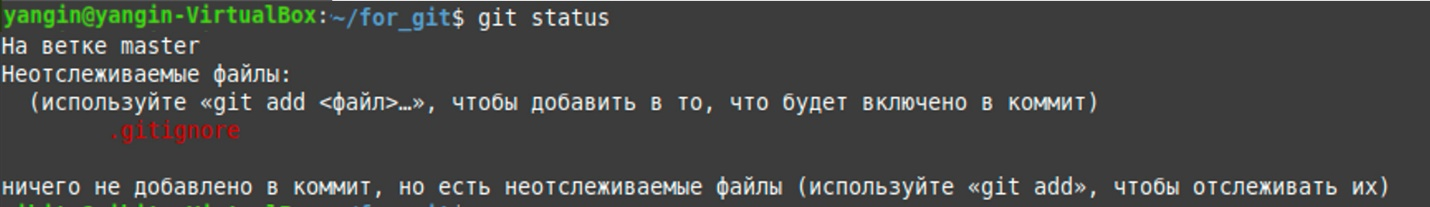 yangin@yangin-VirtualBox:~/for_git$ git status
На ветке master
Неотслеживаемые файлы:
  (используйте «git add <файл>…», чтобы добавить в то, что будет включено в коммит)
        .gitignore
ничего не добавлено в коммит, но есть неотслеживаемые файлы (используйте «git add», чтобы отслеживать их)